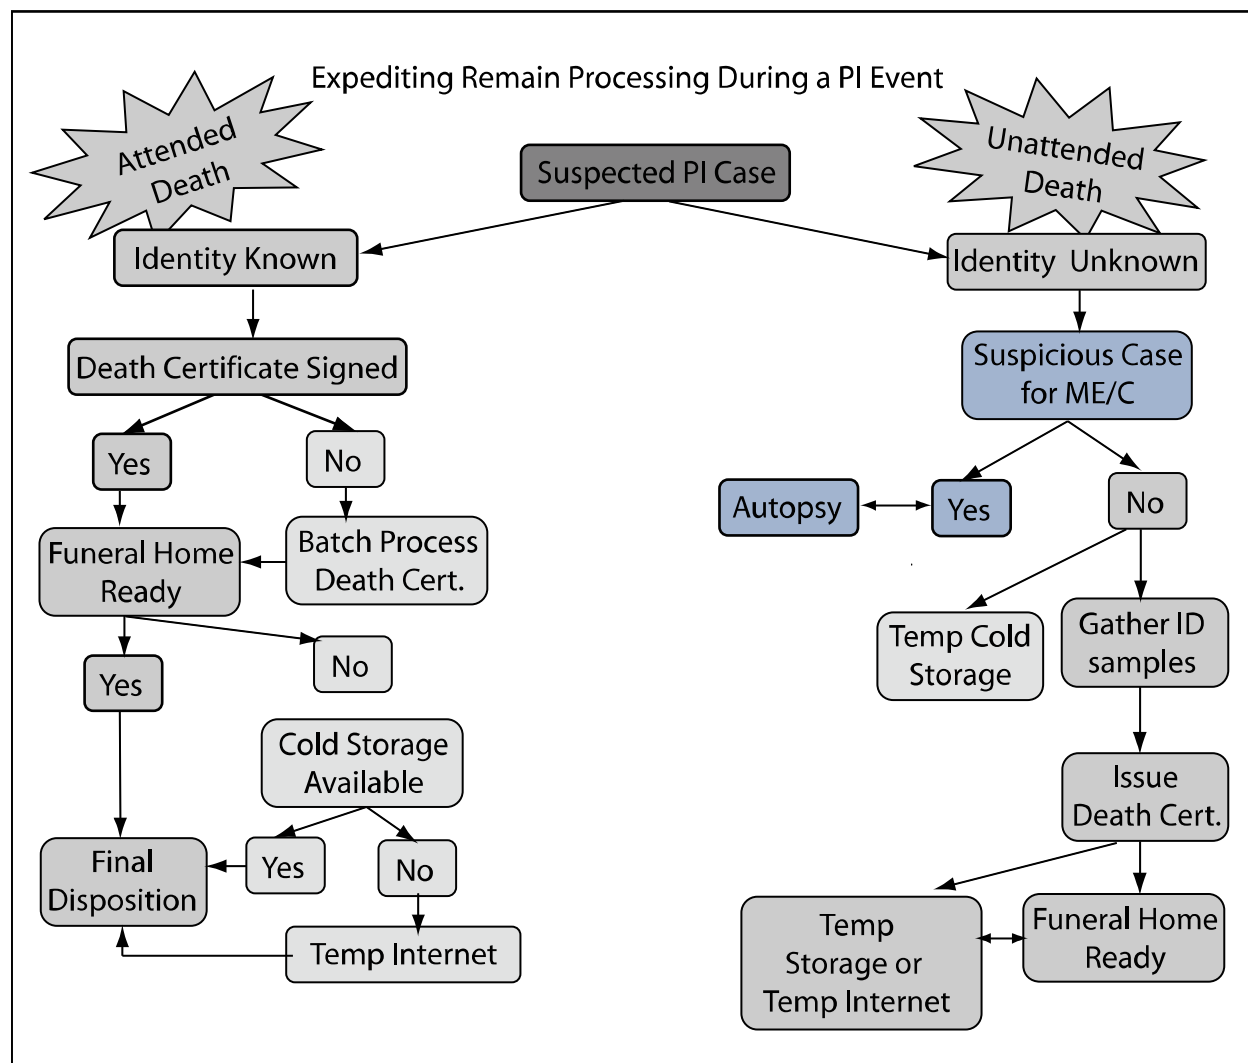 Expediting Remain Processing During a PI Event
Attended
Death
Unattended
Death
Suspected PI Case
Identity Known
Identity Unknown
Death Certificate Signed
Suspicious Case
for ME/C
Yes
No
Autopsy
Yes
No
Funeral Home
Ready
Batch Process
Death Cert.
Temp Cold
Storage
Gather ID
samples
Yes
No
Cold Storage
Available
Issue
Death Cert.
Final
Disposition
Yes
No
Temp Internet
Temp
Storage or
Temp Internet
Funeral Home
Ready